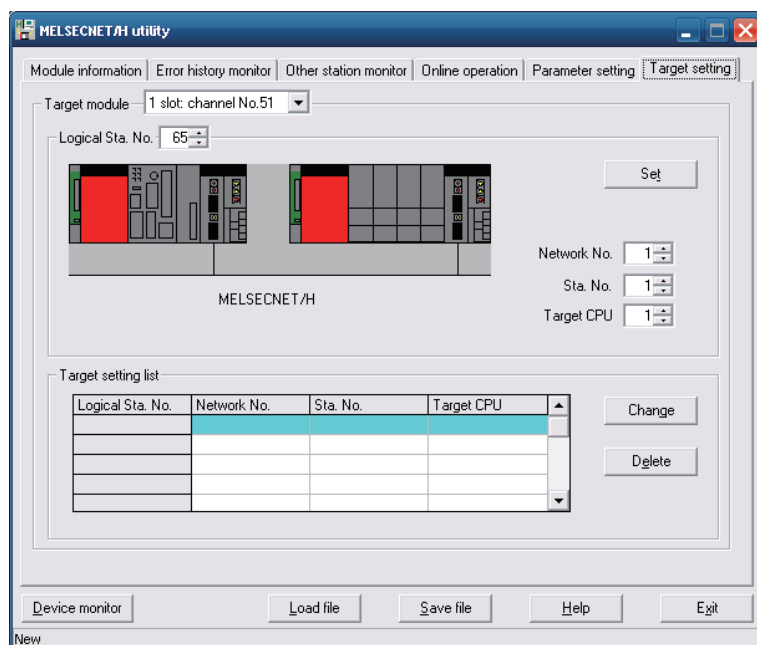 MELSECNET/H utility
Module information Error history monitor Other station monitor Online operation Parameter setting Target setting
Target module 1 slot: channel No.51
Logical Sta. No. 65
Set
Network No. 1
Sta. No. 1
Target CPU 1
MELSECNET/H
Target setting list
Logical Sta. No. Network No. Sta. No. Target CPU
Change
Delete
Device monitor Load file Save file Help Exit
New